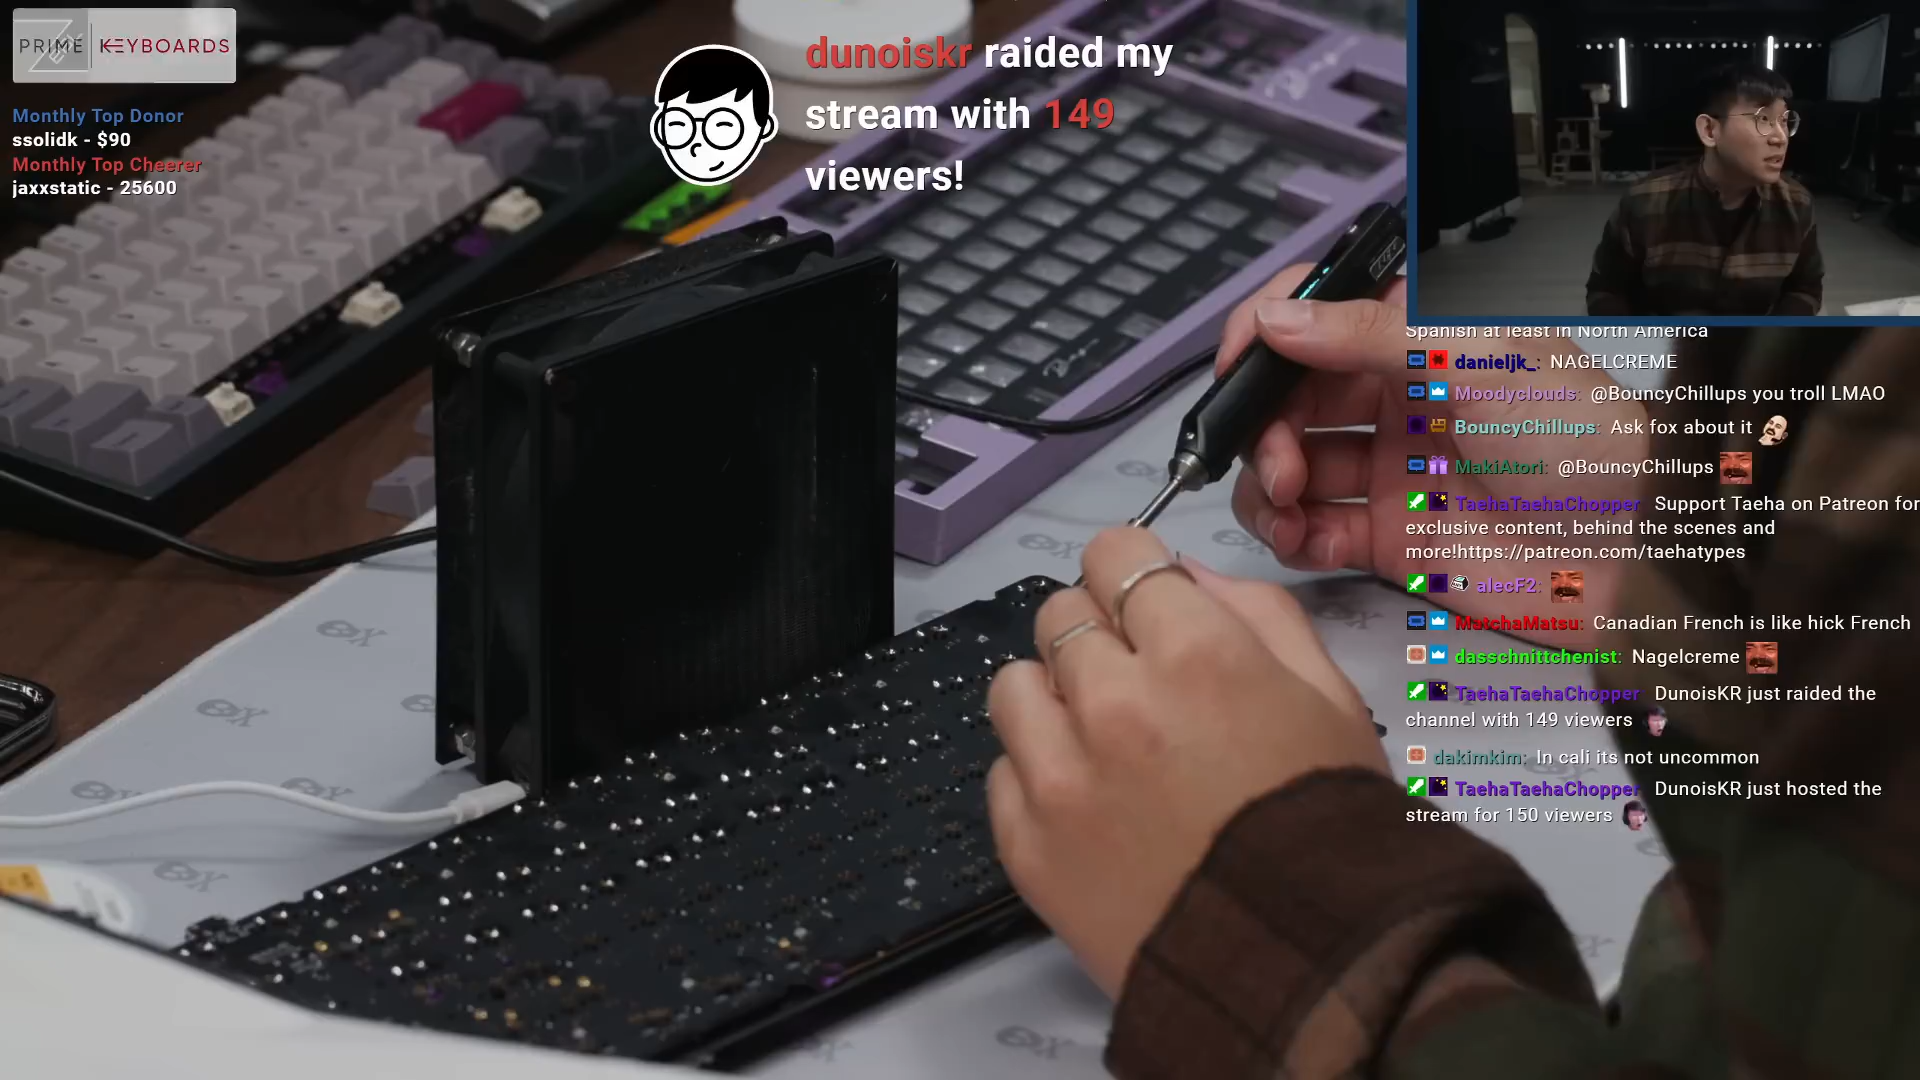 PRIME KEYBOARDS
Monthly Top Donor
ssolidk - $90
Monthly Top Cheerer
jaxxstatic - 25600
dunoiskr raided my
stream with 149
viewers!
Spanish at least in North America
danieljk_: NAGELCREME
Moodyclouds: @BouncyChillups you troll LMAO
BouncyChillups: Ask fox about it
MakiAtori: @BouncyChillups
TaehaTaehaChopper: Support Taeha on Patreon for
exclusive content, behind the scenes and
more!https://patreon.com/taehatypes
alecF2:
MatchaMatsu: Canadian French is like hick French
dasschnittchenist: Nagelcreme
TaehaTaehaChopper: DunoisKR just raided the
channel with 149 viewers
dakimkim: In cali its not uncommon
TaehaTaehaChopper: DunoisKR just hosted the
stream for 150 viewers